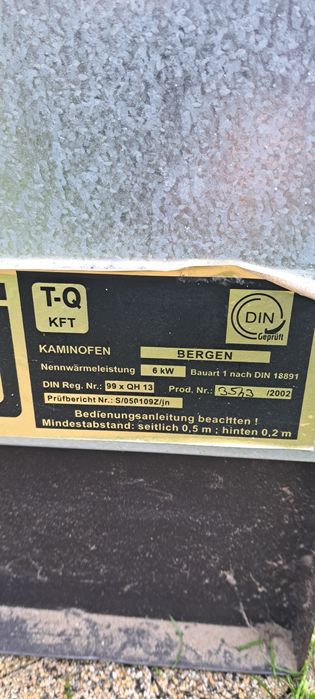 T-Q
KFT
DIN
Geprüft
KAMINOFEN BERGEN
Nennwärmeleistung 6 kW Bauart 1 nach DIN 18891
DIN Reg. Nr.: 99 x QH 13 Prod. Nr.: /2002
Prüfbericht Nr.: S/050109Z/jn
Bedienungsanleitung beachten !
Mindestabstand: seitlich 0,5 m ; hinten 0,2 m